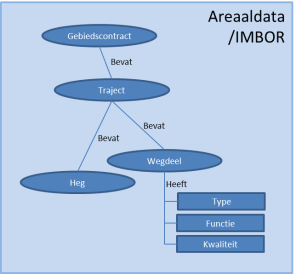 Areaaldata
/IMBOR
Gebiedscontract
Bevat
Traject
Bevat
Bevat
Wegdeel
Heg
Heeft
Type
Functie
Kwaliteit